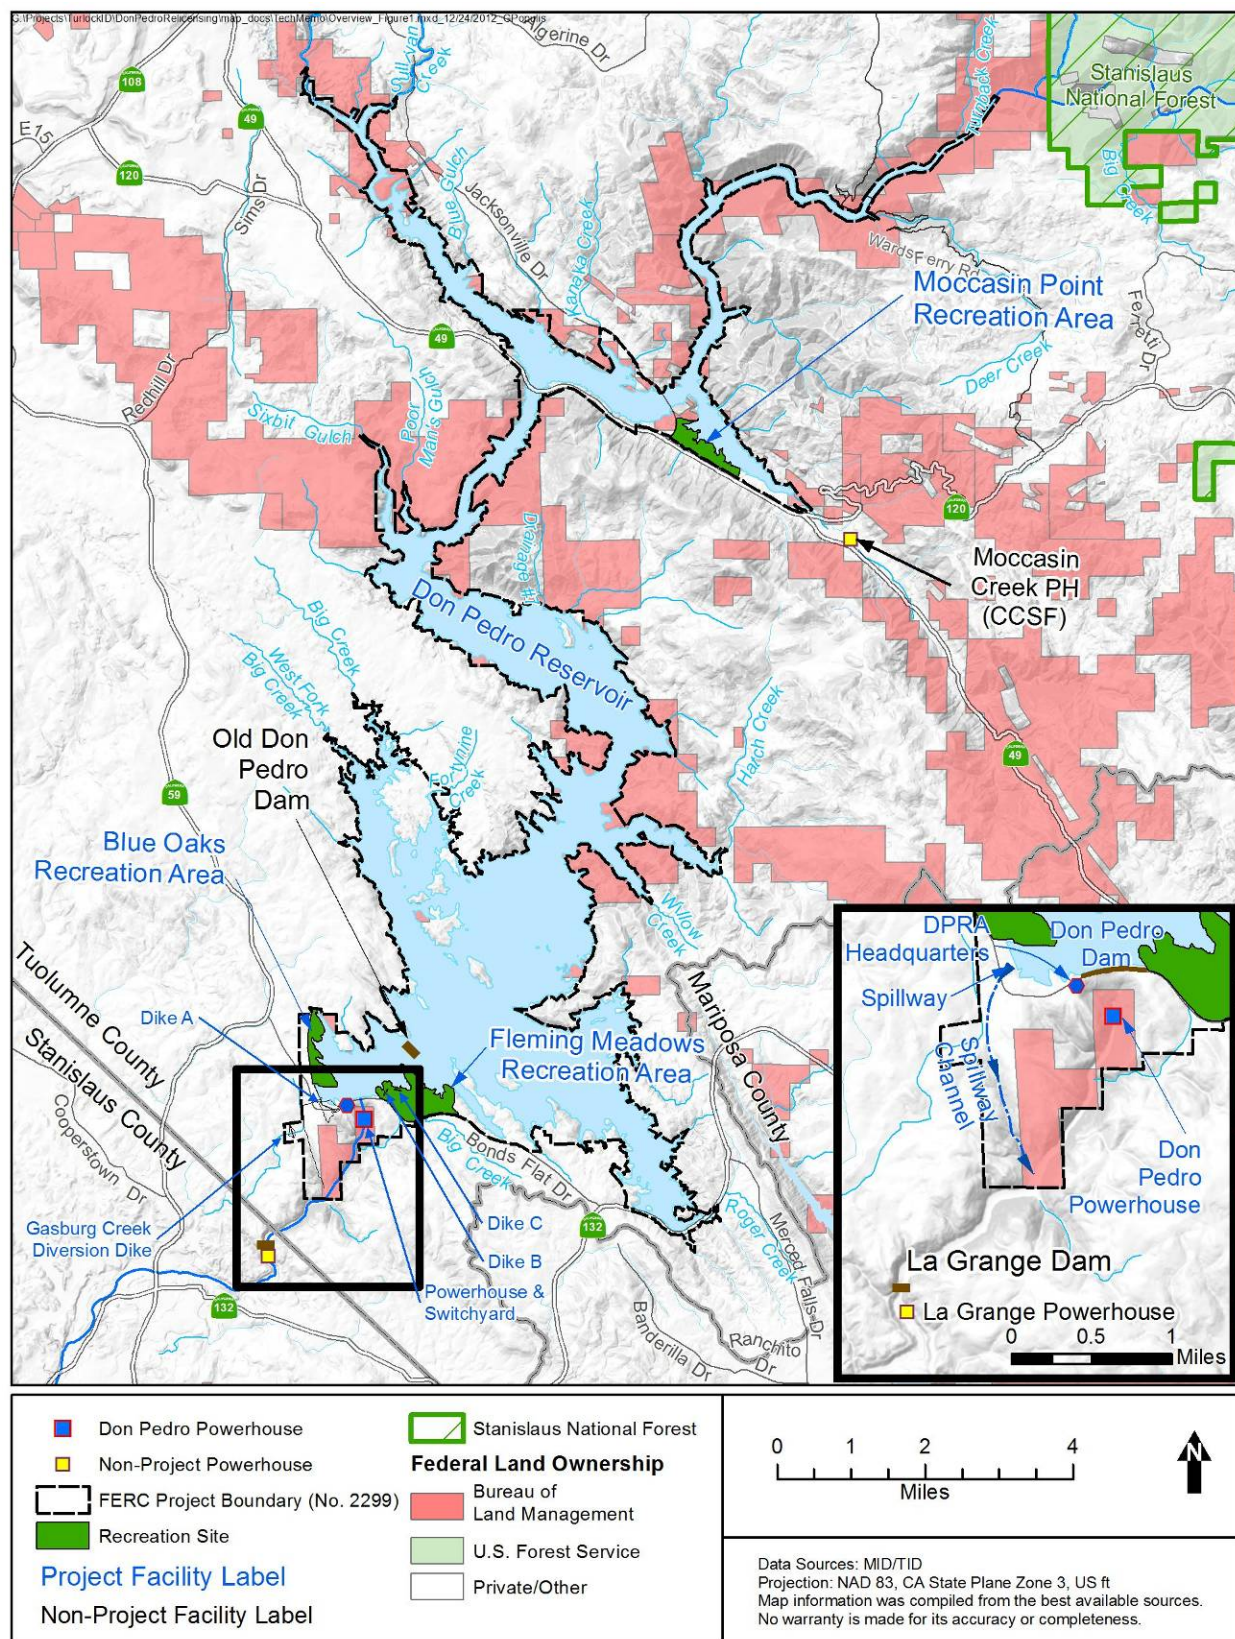 G:\Projects\TurlockID\DonPedroRelicensing\map_docs\TechMemo\Overview_Figure1.mxd_12/24/2012_GPopplis
Algerine Dr
Sullivan
Creek
108
49
E15
120
Sims Dr
Blue Gulch
Jacksonville Dr
Kanaka Creek
Turnback Creek
Stanislaus
National Forest
Big
Creek
Wards Ferry Rd
Moccasin Point
Recreation Area
Ferretti Dr
Deer Creek
49
Redhill Dr
Sixbit Gulch
Poor
Man's Gulch
120
Drainage #1
Moccasin
Creek PH
(CCSF)
Don Pedro Reservoir
Big Creek
West Fork
Big Creek
Hatch Creek
49
Old Don
Pedro
Dam
Fortynine
Creek
59
Blue Oaks
Recreation Area
Willow
Creek
Tuolumne County
Stanislaus County
Mariposa County
Dike A
Fleming Meadows
Recreation Area
Cooperstown Dr
Big Creek
Bonds Flat Dr
Gasburg Creek
Diversion Dike
Dike C
Dike B
Powerhouse &
Switchyard
132
132
Rogers Creek
Merced Falls Dr
Banderilla Dr
Ranchito
Dr
DPRA
Headquarters
Don Pedro
Dam
Spillway
Spillway
Channel
Don
Pedro
Powerhouse
La Grange Dam
La Grange Powerhouse
0 0.5 1
Miles
Don Pedro Powerhouse
Non-Project Powerhouse
FERC Project Boundary (No. 2299)
Recreation Site
Project Facility Label
Non-Project Facility Label
Stanislaus National Forest
Federal Land Ownership
Bureau of
Land Management
U.S. Forest Service
Private/Other
0 1 2 4
Miles
N
Data Sources: MID/TID
Projection: NAD 83, CA State Plane Zone 3, US ft
Map information was compiled from the best available sources.
No warranty is made for its accuracy or completeness.